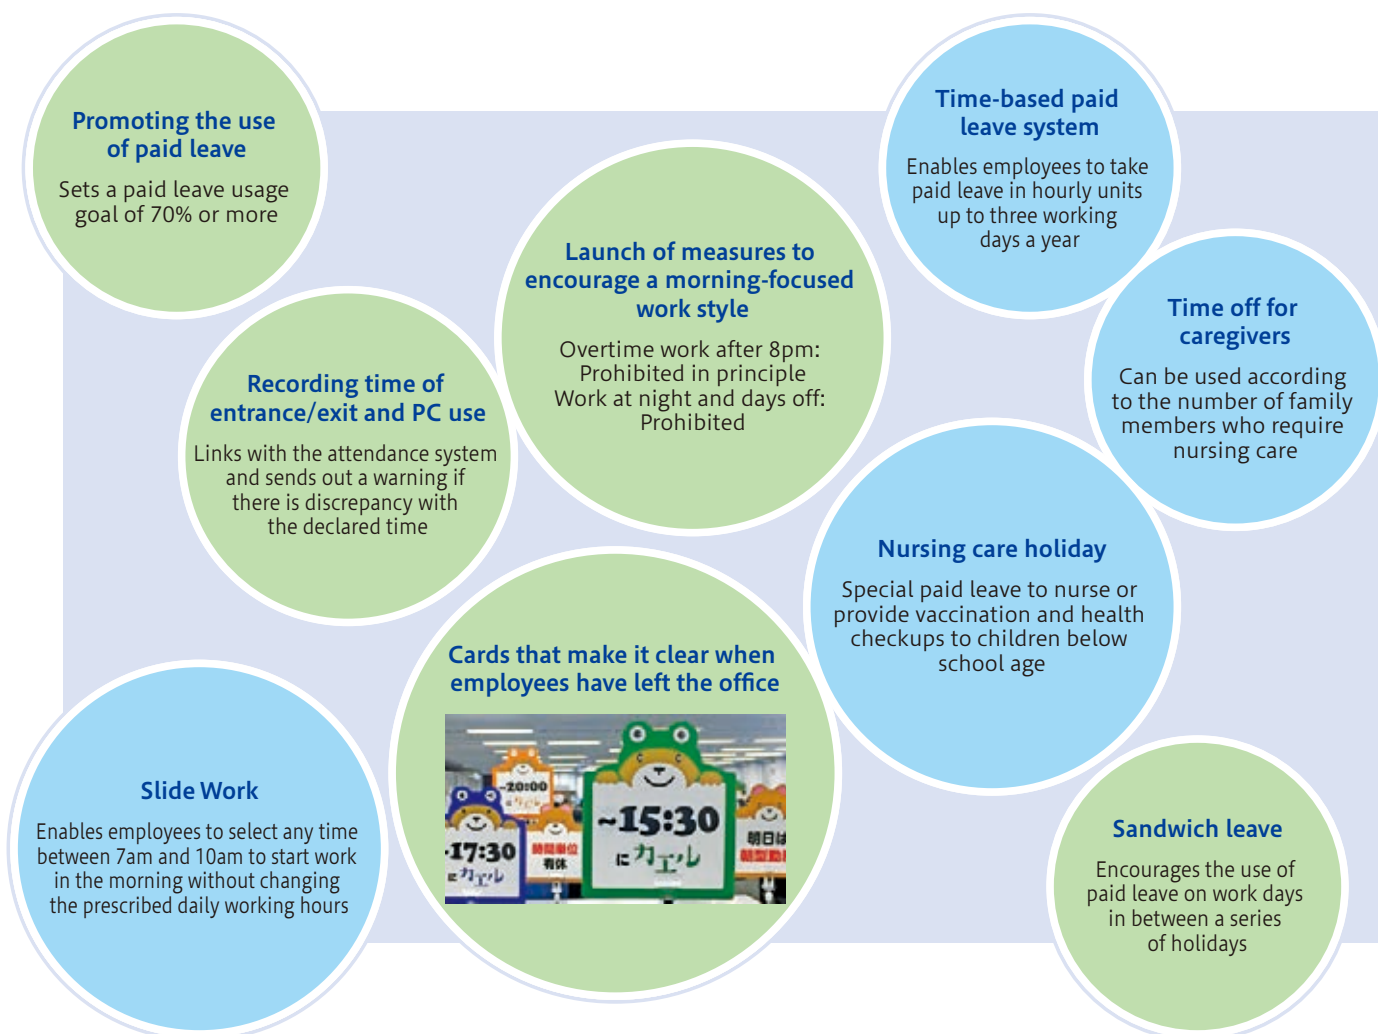 Promoting the use
of paid leave
Sets a paid leave usage
goal of 70% or more
Time-based paid
leave system
Enables employees to take
paid leave in hourly units
up to three working
days a year
Launch of measures to
encourage a morning-focused
work style
Overtime work after 8pm:
Prohibited in principle
Work at night and days off:
Prohibited
Time off for
caregivers
Can be used according
to the number of family
members who require
nursing care
Recording time of
entrance/exit and PC use
Links with the attendance system
and sends out a warning if
there is discrepancy with
the declared time
Nursing care holiday
Special paid leave to nurse or
provide vaccination and health
checkups to children below
school age
Cards that make it clear when
employees have left the office
~20:00
にカエル
~15:30
にカエル
17:30
にカエル
時間単位
有休
明日は
朝型勤
Slide Work
Enables employees to select any time
between 7am and 10am to start work
in the morning without changing
the prescribed daily working hours
Sandwich leave
Encourages the use of
paid leave on work days
in between a series
of holidays